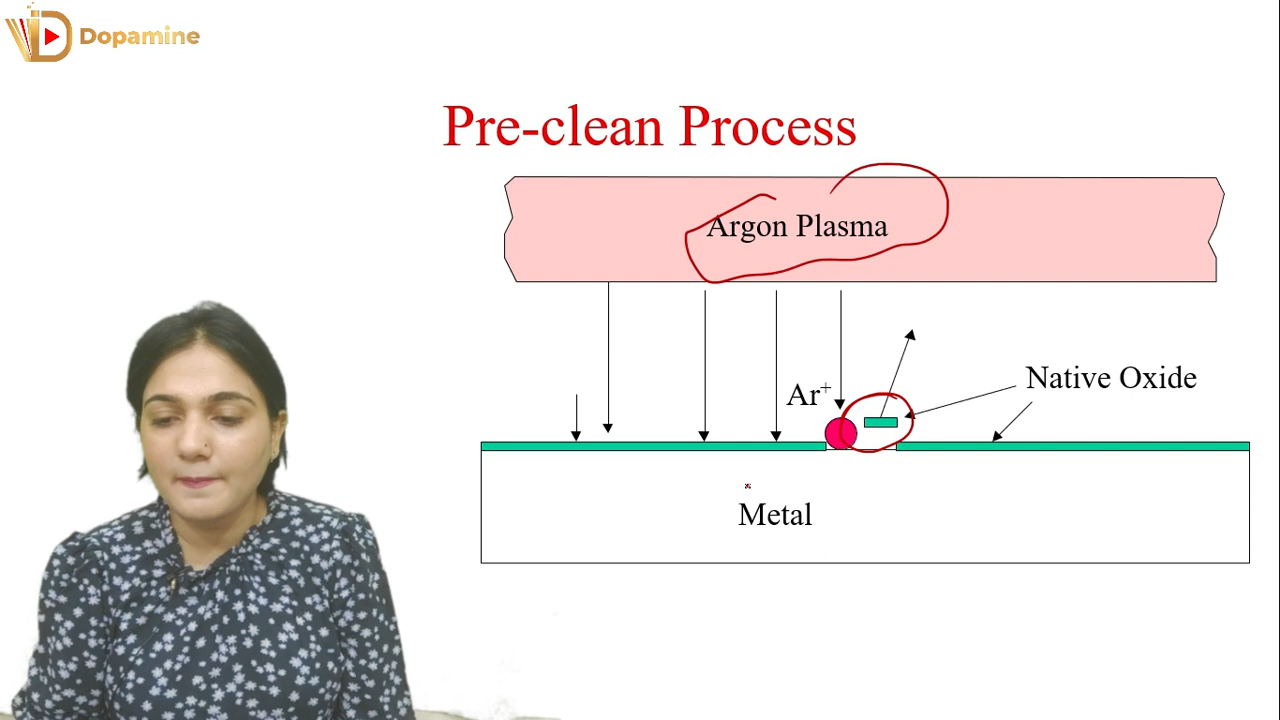 Dopamine
Pre-clean Process
Argon Plasma
Ar⁺
Native Oxide
Metal